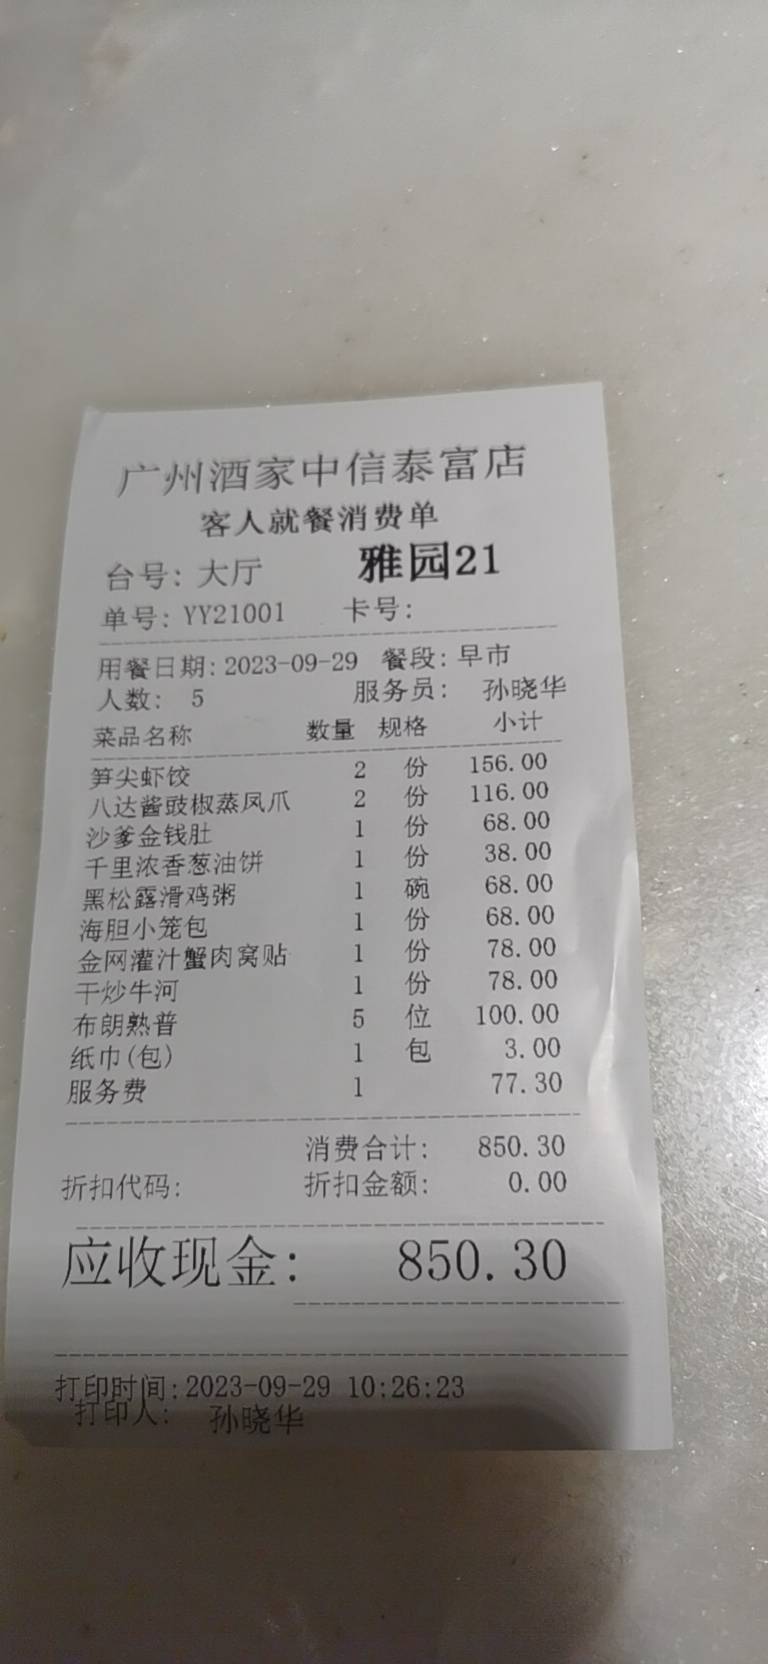 广州酒家中信泰富店
客人就餐消费单
台号: 大厅 雅园21
单号: YY21001 卡号:
用餐日期: 2023-09-29 餐段: 早市
人数: 5 服务员: 孙晓华
菜品名称 数量 规格 小计
笋尖虾饺 2 份 156.00
八达酱豉椒蒸凤爪 2 份 116.00
沙爹金钱肚 1 份 68.00
千里浓香葱油饼 1 份 38.00
黑松露滑鸡粥 1 碗 68.00
海胆小笼包 1 份 68.00
金网灌汁蟹肉窝贴 1 份 78.00
干炒牛河 1 份 78.00
布朗熟普 5 位 100.00
纸巾(包) 1 包 3.00
服务费 1 77.30
消费合计: 850.30
折扣代码: 折扣金额: 0.00
应收现金: 850.30
打印时间:2023-09-29 10:26:23
打印人: 孙晓华